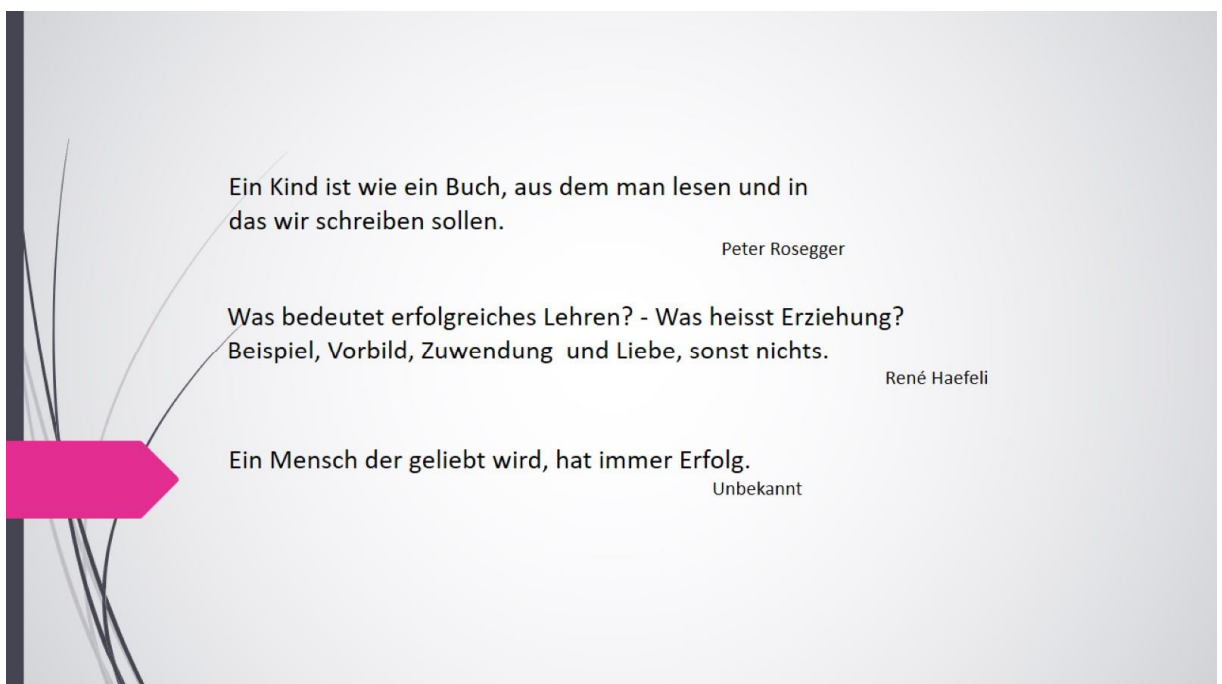 Ein Kind ist wie ein Buch, aus dem man lesen und in
das wir schreiben sollen.
Peter Rosegger
Was bedeutet erfolgreiches Lehren? - Was heisst Erziehung?
Beispiel, Vorbild, Zuwendung  und Liebe, sonst nichts.
René Haefeli
Ein Mensch der geliebt wird, hat immer Erfolg.
Unbekannt